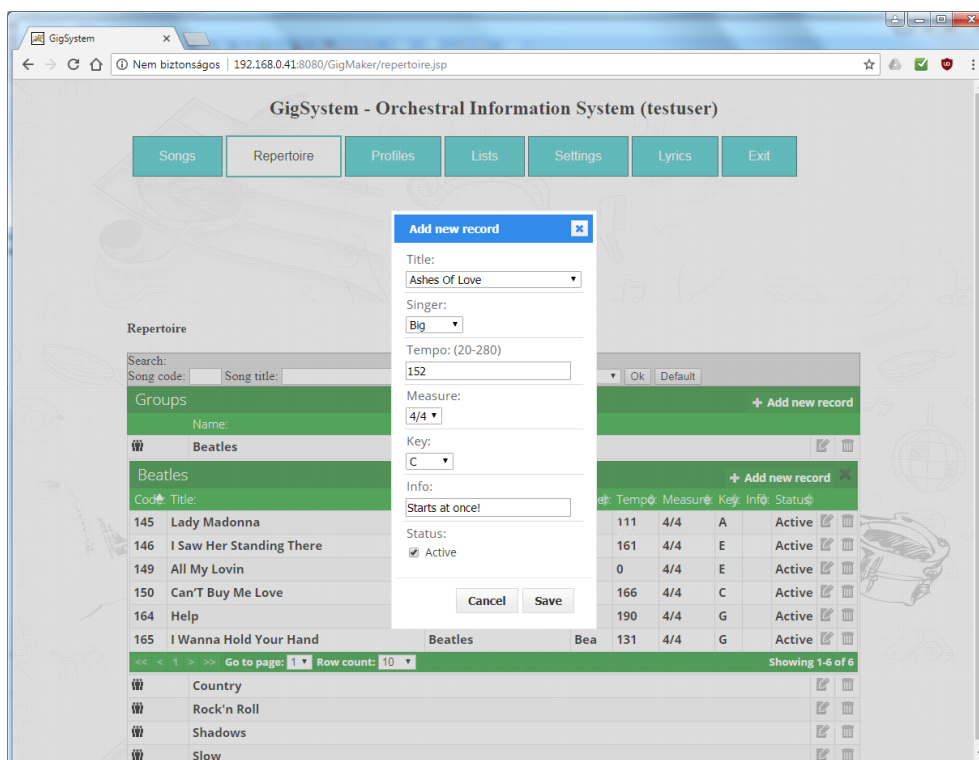 GigSystem
Nem biztonságos | 192.168.0.41:8080/GigMaker/repertoire.jsp
GigSystem - Orchestral Information System (testuser)
Songs Repertoire Profiles Lists Settings Lyrics Exit
Add new record
Title:
Ashes Of Love
Singer:
Big
Tempo: (20-280)
152
Measure:
4/4
Key:
C
Info:
Starts at once!
Status:
Active
Cancel Save
Repertoire
Search:
Song code: Song title: Ok Default
Groups + Add new record
Name:
Beatles
Beatles + Add new record
Code: Title: Tempo: Measure: Key: Info: Status:
145 Lady Madonna 111 4/4 A Active
146 I Saw Her Standing There 161 4/4 E Active
149 All My Lovin 0 4/4 E Active
150 Can'T Buy Me Love 166 4/4 C Active
164 Help 190 4/4 G Active
165 I Wanna Hold Your Hand Beatles Bea 131 4/4 G Active
<< < 1 > >> Go to page: 1 Row count: 10 Showing 1-6 of 6
Country
Rock'n Roll
Shadows
Slow